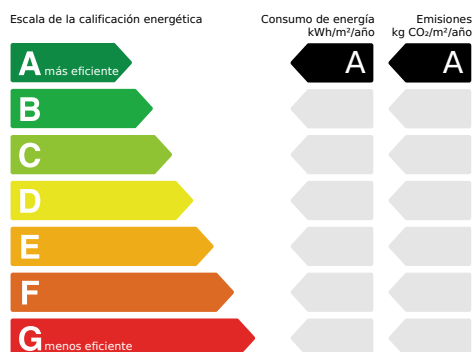 Escala de la calificación energética
Consumo de energía
kWh/m²/año
Emisiones
kg CO₂/m²/año
A más eficiente
A
A
B
C
D
E
F
G menos eficiente